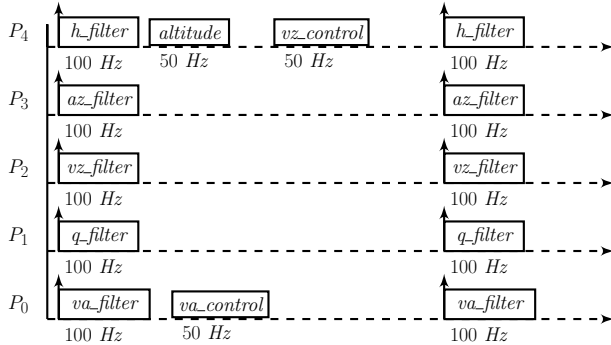 P4 h_filter altitude vz_control h_filter
100 Hz 50 Hz 50 Hz 100 Hz
P3 az_filter az_filter
100 Hz 100 Hz
P2 vz_filter vz_filter
100 Hz 100 Hz
P1 q_filter q_filter
100 Hz 100 Hz
P0 va_filter va_control va_filter
100 Hz 50 Hz 100 Hz